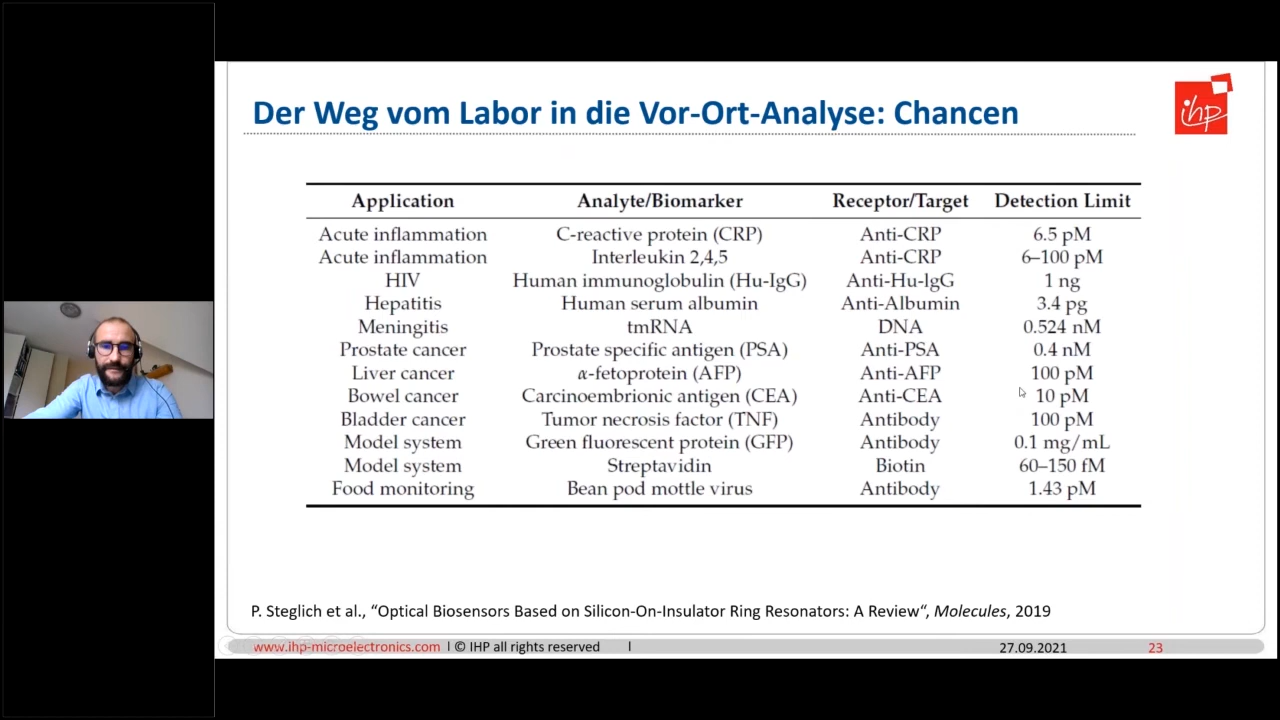 Der Weg vom Labor in die Vor-Ort-Analyse: Chancen
ihp
Application Analyte/Biomarker Receptor/Target Detection Limit
Acute inflammation C-reactive protein (CRP) Anti-CRP 6.5 pM
Acute inflammation Interleukin 2,4,5 Anti-CRP 6–100 pM
HIV Human immunoglobulin (Hu-IgG) Anti-Hu-IgG 1 ng
Hepatitis Human serum albumin Anti-Albumin 3.4 pg
Meningitis tmRNA DNA 0.524 nM
Prostate cancer Prostate specific antigen (PSA) Anti-PSA 0.4 nM
Liver cancer α-fetoprotein (AFP) Anti-AFP 100 pM
Bowel cancer Carcinoembrionic antigen (CEA) Anti-CEA 10 pM
Bladder cancer Tumor necrosis factor (TNF) Antibody 100 pM
Model system Green fluorescent protein (GFP) Antibody 0.1 mg/mL
Model system Streptavidin Biotin 60–150 fM
Food monitoring Bean pod mottle virus Antibody 1.43 pM
P. Steglich et al., “Optical Biosensors Based on Silicon-On-Insulator Ring Resonators: A Review“, Molecules, 2019
www.ihp-microelectronics.com | © IHP all rights reserved | 27.09.2021 23